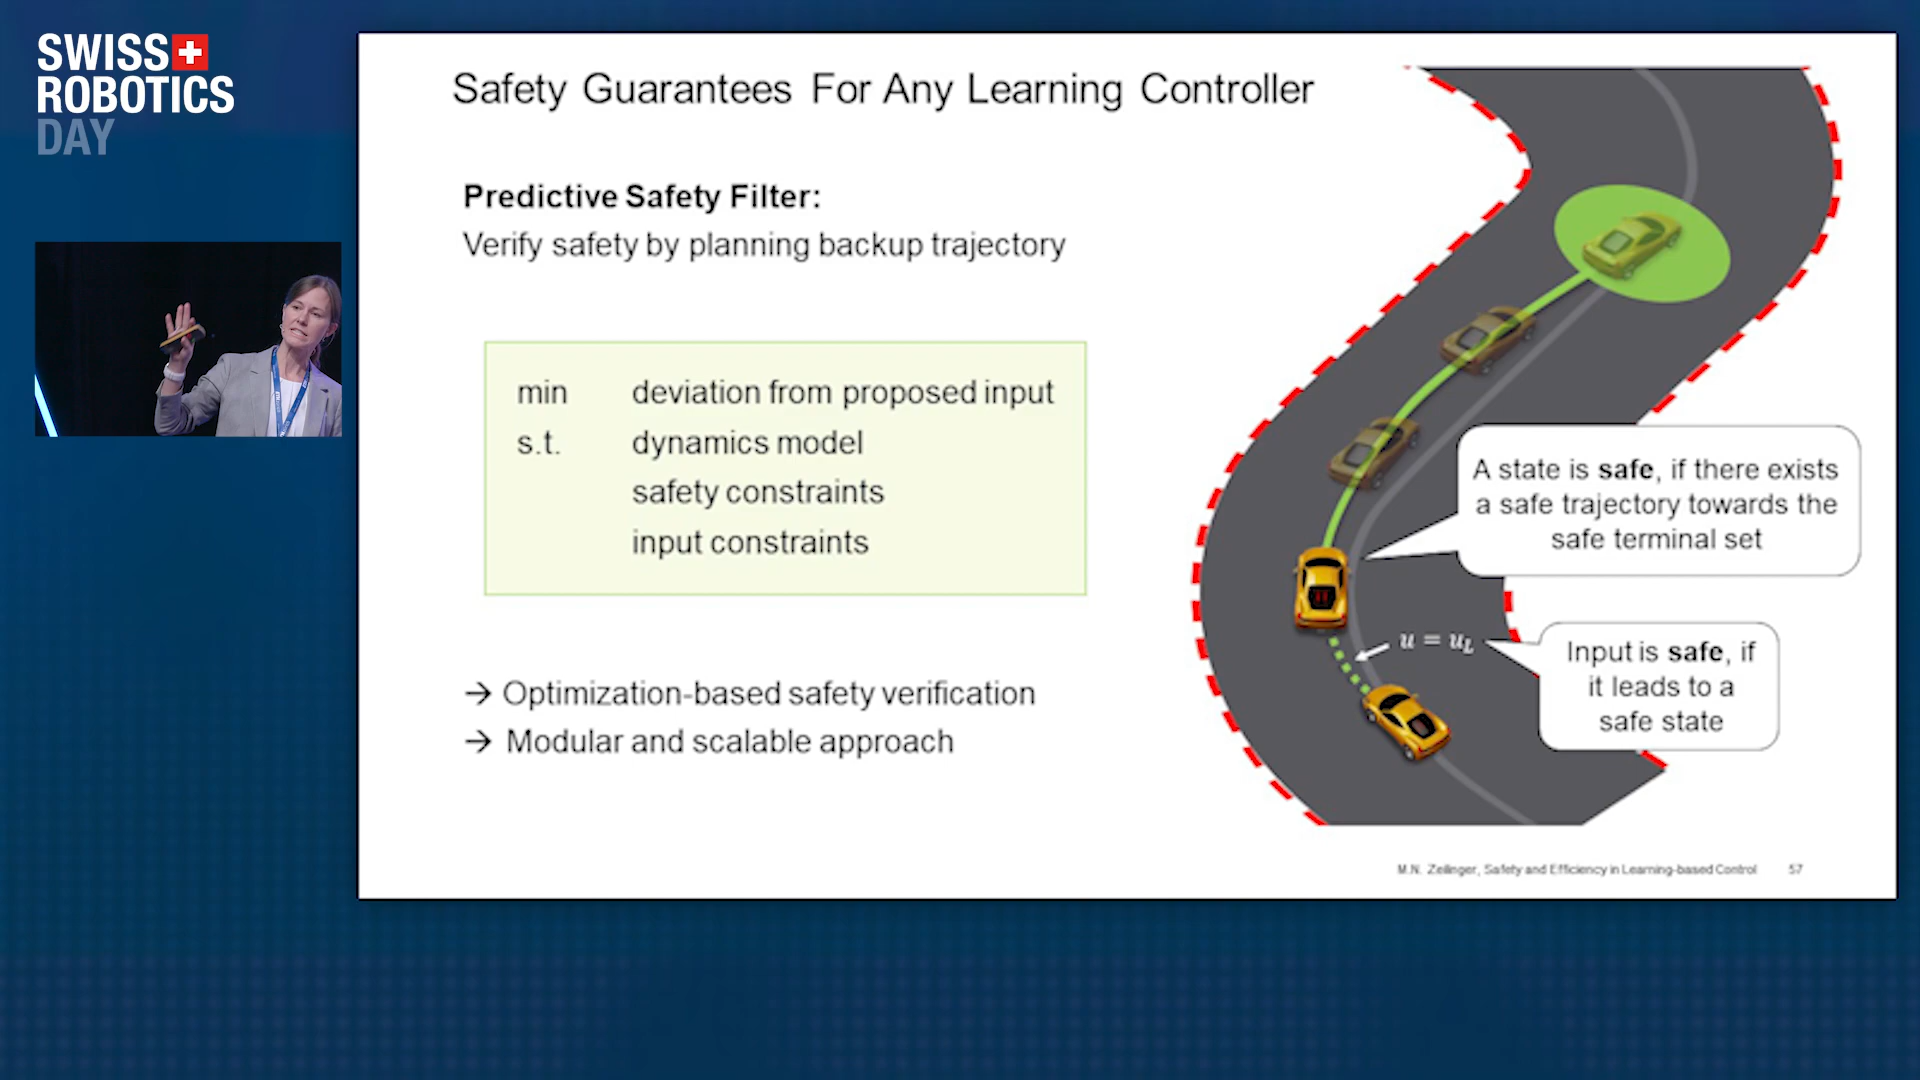 SWISS
ROBOTICS
DAY
Safety Guarantees For Any Learning Controller
Predictive Safety Filter:
Verify safety by planning backup trajectory
min deviation from proposed input
s.t. dynamics model
safety constraints
input constraints
→ Optimization-based safety verification
→ Modular and scalable approach
A state is safe, if there exists
a safe trajectory towards the
safe terminal set
u = u_L
Input is safe, if
it leads to a
safe state
M.N. Zeilinger, Safety and Efficiency in Learning-based Control 57